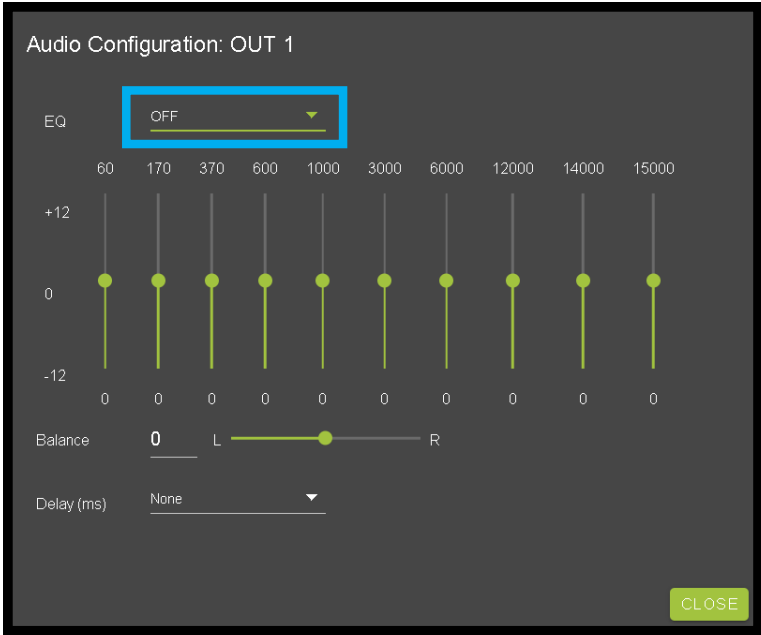 Audio Configuration: OUT 1
EQ OFF
60 170 370 600 1000 3000 6000 12000 14000 15000
+12
0
-12
0 0 0 0 0 0 0 0 0 0
Balance 0 L R
Delay (ms) None
CLOSE